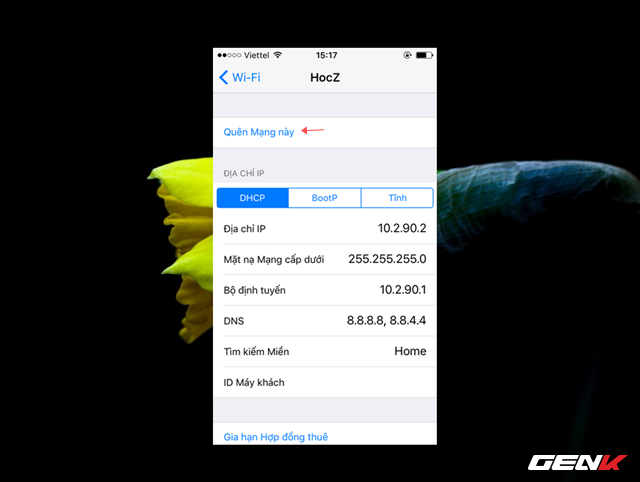 Viettel 15:17
Wi-Fi HocZ
Quên Mạng này
ĐỊA CHỈ IP
DHCP BootP Tĩnh
Địa chỉ IP 10.2.90.2
Mặt nạ Mạng cấp dưới 255.255.255.0
Bộ định tuyến 10.2.90.1
DNS 8.8.8.8, 8.8.4.4
Tìm kiếm Miền Home
ID Máy khách
Gia hạn Hợp đồng thuê
GENK